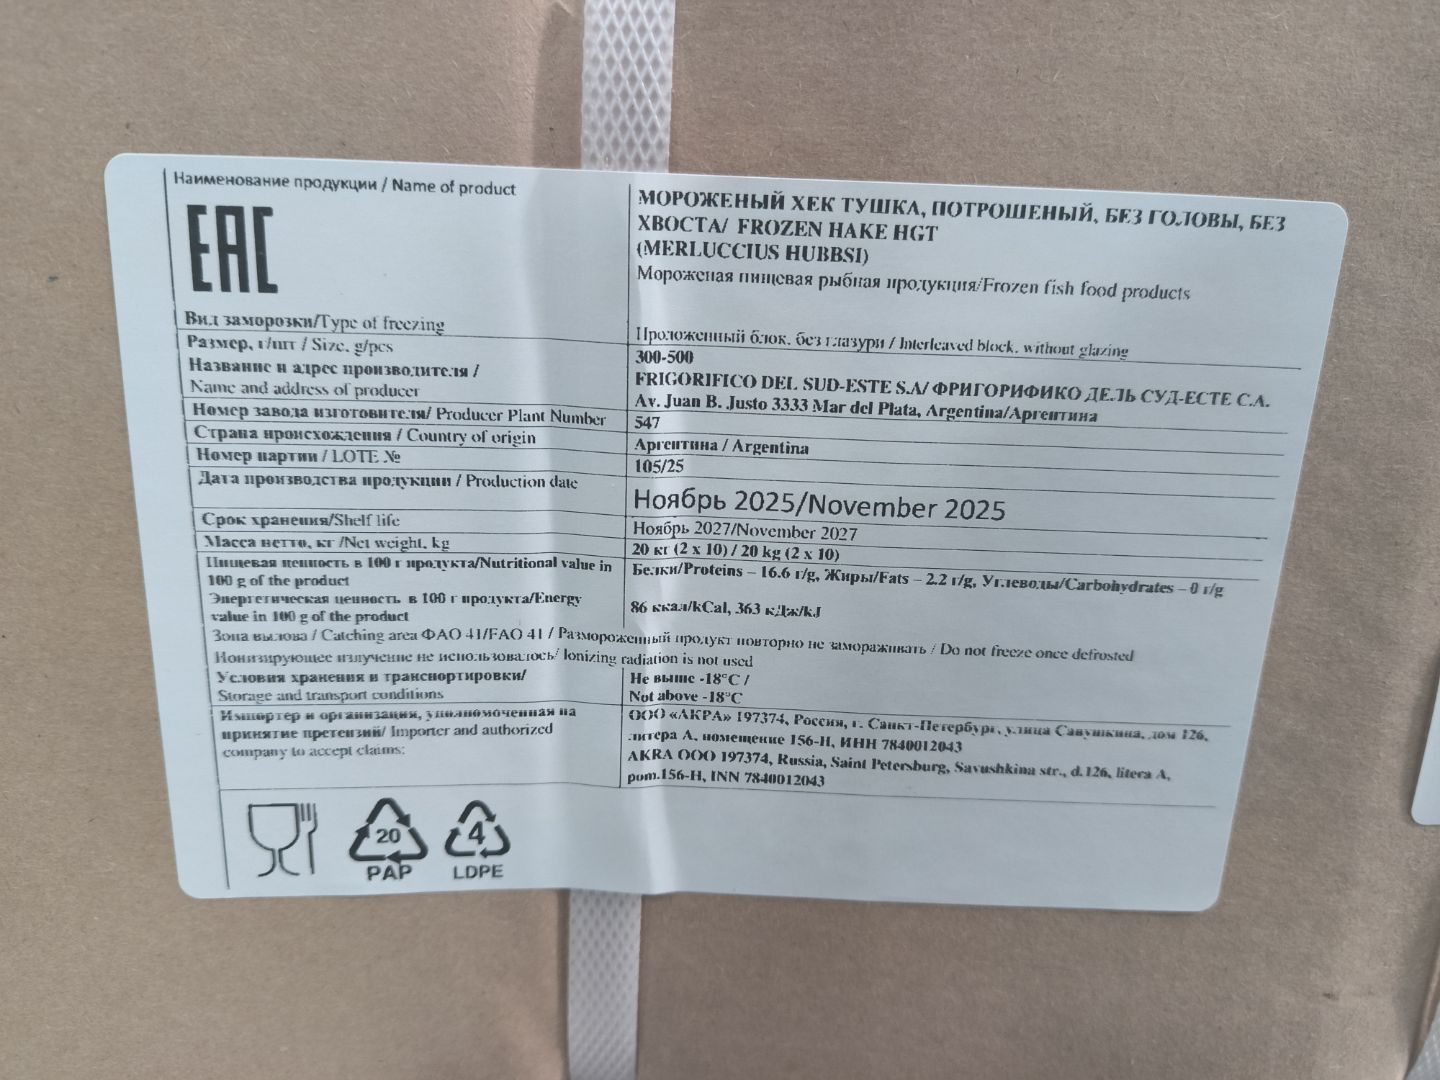 Наименование продукции / Name of product
EAC
МОРОЖЕНЫЙ ХЕК ТУШКА, ПОТРОШЕНЫЙ, БЕЗ ГОЛОВЫ, БЕЗ
ХВОСТА/ FROZEN HAKE HGT
(MERLUCCIUS HUBBSI)
Мороженая пищевая рыбная продукция/Frozen fish food products
Вид заморозки/Type of freezing
Проложенный блок, без глазури / Interleaved block, without glazing
Размер, г/шт / Size, g/pcs
300-500
Название и адрес производителя /
Name and address of producer
FRIGORIFICO DEL SUD-ESTE S.A/ ФРИГОРИФИКО ДЕЛЬ СУД-ЕСТЕ С.А.
Av. Juan B. Justo 3333 Mar del Plata, Argentina/Аргентина
Номер завода изготовителя/ Producer Plant Number
547
Страна происхождения / Country of origin
Аргентина / Argentina
Номер партии / LOTE №
105/25
Дата производства продукции / Production date
Ноябрь 2025/November 2025
Срок хранения/Shelf life
Ноябрь 2027/November 2027
Масса нетто, кг /Net weight, kg
20 кг (2 x 10) / 20 kg (2 x 10)
Пищевая ценность в 100 г продукта/Nutritional value in
100 g of the product
Белки/Proteins – 16.6 г/g, Жиры/Fats – 2.2 г/g, Углеводы/Carbohydrates – 0 г/g
Энергетическая ценность в 100 г продукта/Energy
value in 100 g of the product
86 ккал/kCal, 363 кДж/kJ
Зона вылова / Catching area ФАО 41/FAO 41 / Размороженный продукт повторно не замораживать / Do not freeze once defrosted
Ионизирующее излучение не использовалось/ Ionizing radiation is not used
Условия хранения и транспортировки/
Storage and transport conditions
Не выше -18°C /
Not above -18°C
Импортер и организация, уполномоченная на
принятие претензий/ Importer and authorized
company to accept claims:
ООО «АКРА» 197374, Россия, г. Санкт-Петербург, улица Савушкина, дом 126,
литера А, помещение 156-Н, ИНН 7840012043
AKRA OOO 197374, Russia, Saint Petersburg, Savushkina str., d.126, litera A,
pom.156-H, INN 7840012043
20
PAP
4
LDPE